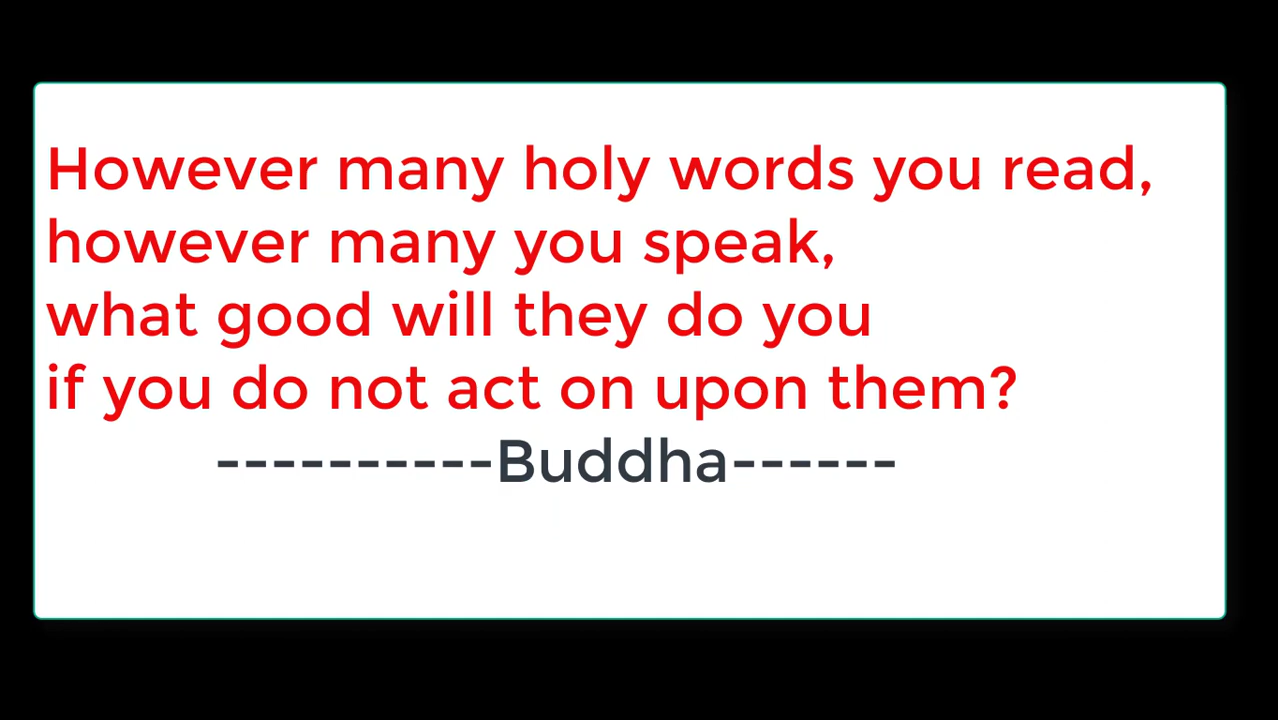 However many holy words you read,
however many you speak,
what good will they do you
if you do not act on upon them?
----------Buddha------